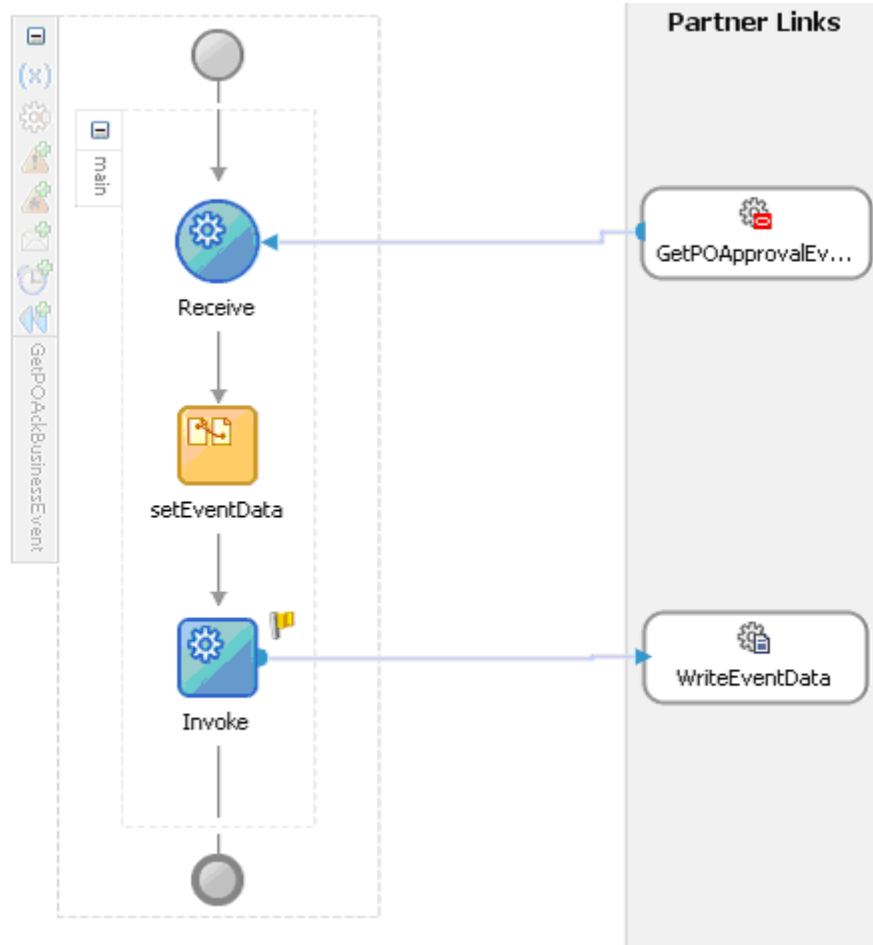 Partner Links
main
GetPOApprovalEv...
Receive
GetPOAckBusinessEvent
setEventData
WriteEventData
Invoke